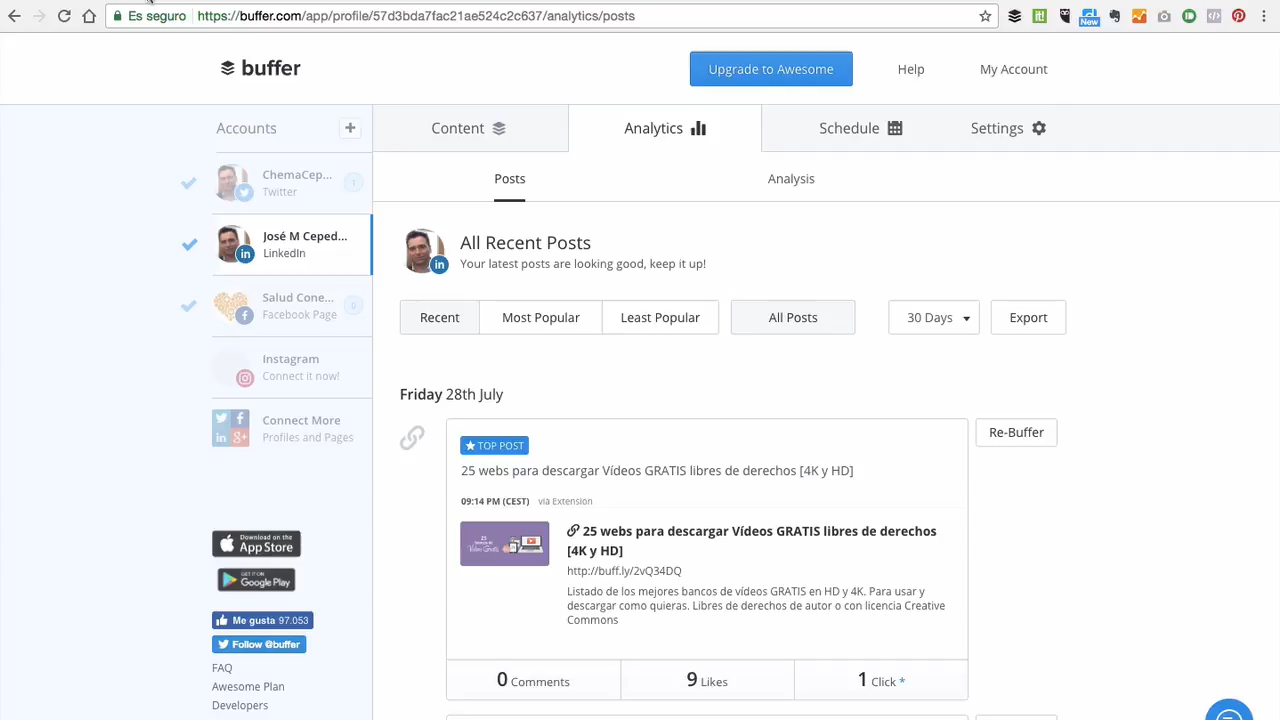 Es seguro https://buffer.com/app/profile/57d3bda7fac21ae524c2c637/analytics/posts
New
buffer
Upgrade to Awesome
Help
My Account
Accounts
+
Content
Analytics
Schedule
Settings
ChemaCep...
Twitter
1
Posts
Analysis
José M Ceped...
LinkedIn
All Recent Posts
Your latest posts are looking good, keep it up!
Salud Cone...
Facebook Page
0
Recent
Most Popular
Least Popular
All Posts
30 Days
Export
Instagram
Connect it now!
Connect More
Profiles and Pages
Friday 28th July
TOP POST
Re-Buffer
25 webs para descargar Vídeos GRATIS libres de derechos [4K y HD]
09:14 PM (CEST) via Extension
25 webs para descargar Vídeos GRATIS libres de derechos
[4K y HD]
http://buff.ly/2vQ34DQ
Listado de los mejores bancos de vídeos GRATIS en HD y 4K. Para usar y
descargar como quieras. Libres de derechos de autor o con licencia Creative
Commons
0 Comments
9 Likes
1 Click *
Download on the
App Store
GET IT ON
Google Play
Me gusta 97.053
Follow @buffer
FAQ
Awesome Plan
Developers